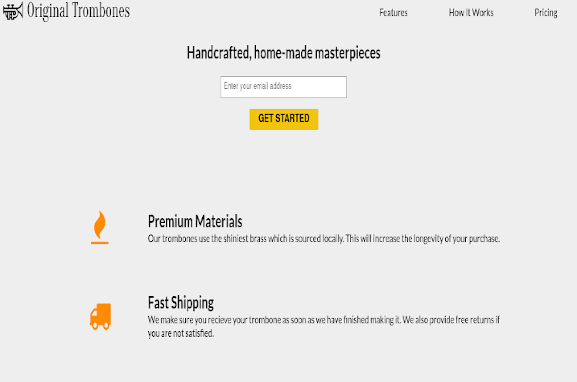 Original Trombones
Features
How It Works
Pricing
Handcrafted, home-made masterpieces
Enter your email address
GET STARTED
Premium Materials
Our trombones use the shiniest brass which is sourced locally. This will increase the longevity of your purchase.
Fast Shipping
We make sure you recieve your trombone as soon as we have finished making it. We also provide free returns if
you are not satisfied.